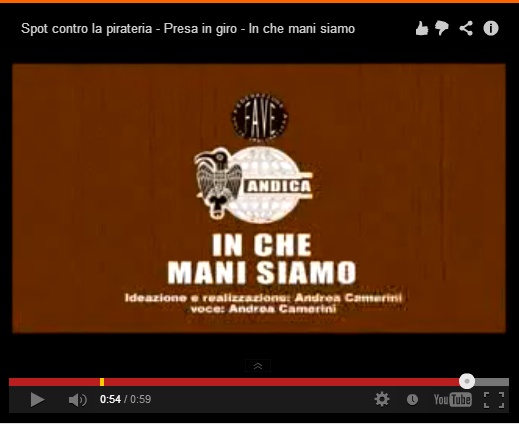 Spot contro la pirateria - Presa in giro - In che mani siamo
FAVE
ANDICA
IN CHE
MANI SIAMO
Ideazione e realizzazione: Andrea Camerini
voce: Andrea Camerini
0:54 / 0:59
YouTube